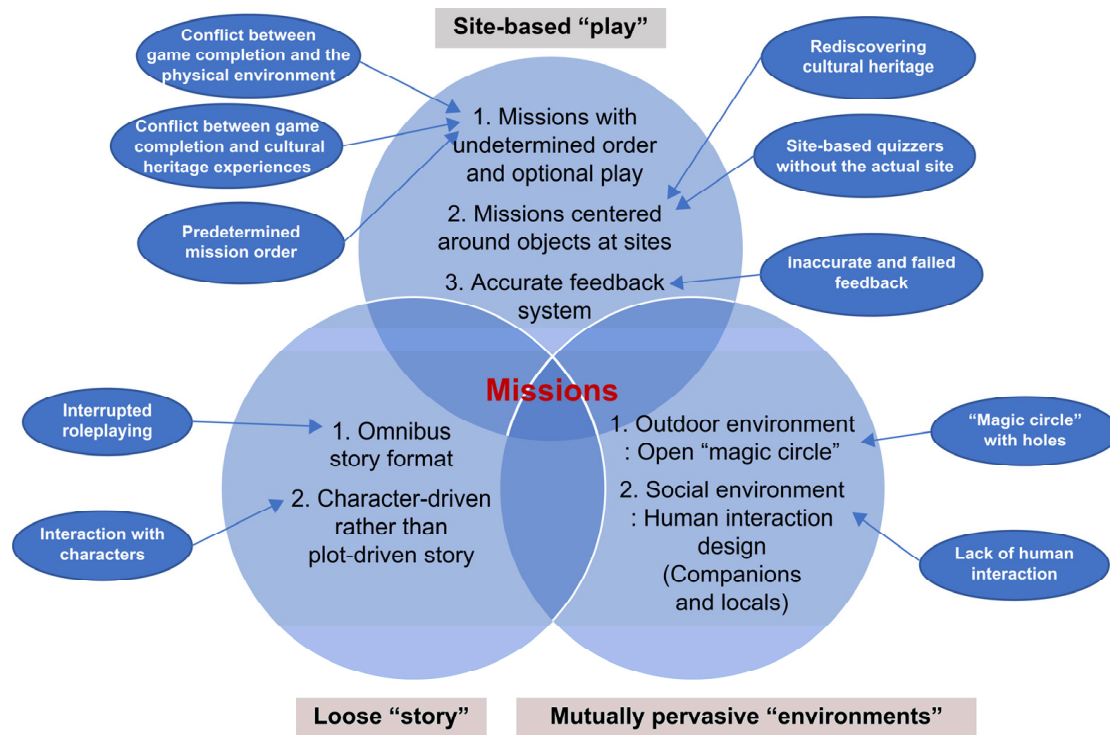 Site-based “play”
Conflict between
game completion and the
physical environment
Conflict between game
completion and cultural
heritage experiences
Predetermined
mission order
1. Missions with
undetermined order
and optional play
2. Missions centered
around objects at sites
3. Accurate feedback
system
Rediscovering
cultural heritage
Site-based quizzers
without the actual site
Inaccurate and failed
feedback
Missions
Interrupted
roleplaying
Interaction with
characters
1. Omnibus
story format
2. Character-driven
rather than
plot-driven story
1. Outdoor environment
: Open “magic circle”
2. Social environment
: Human interaction
design
(Companions
and locals)
“Magic circle”
with holes
Lack of human
interaction
Loose “story”
Mutually pervasive “environments”